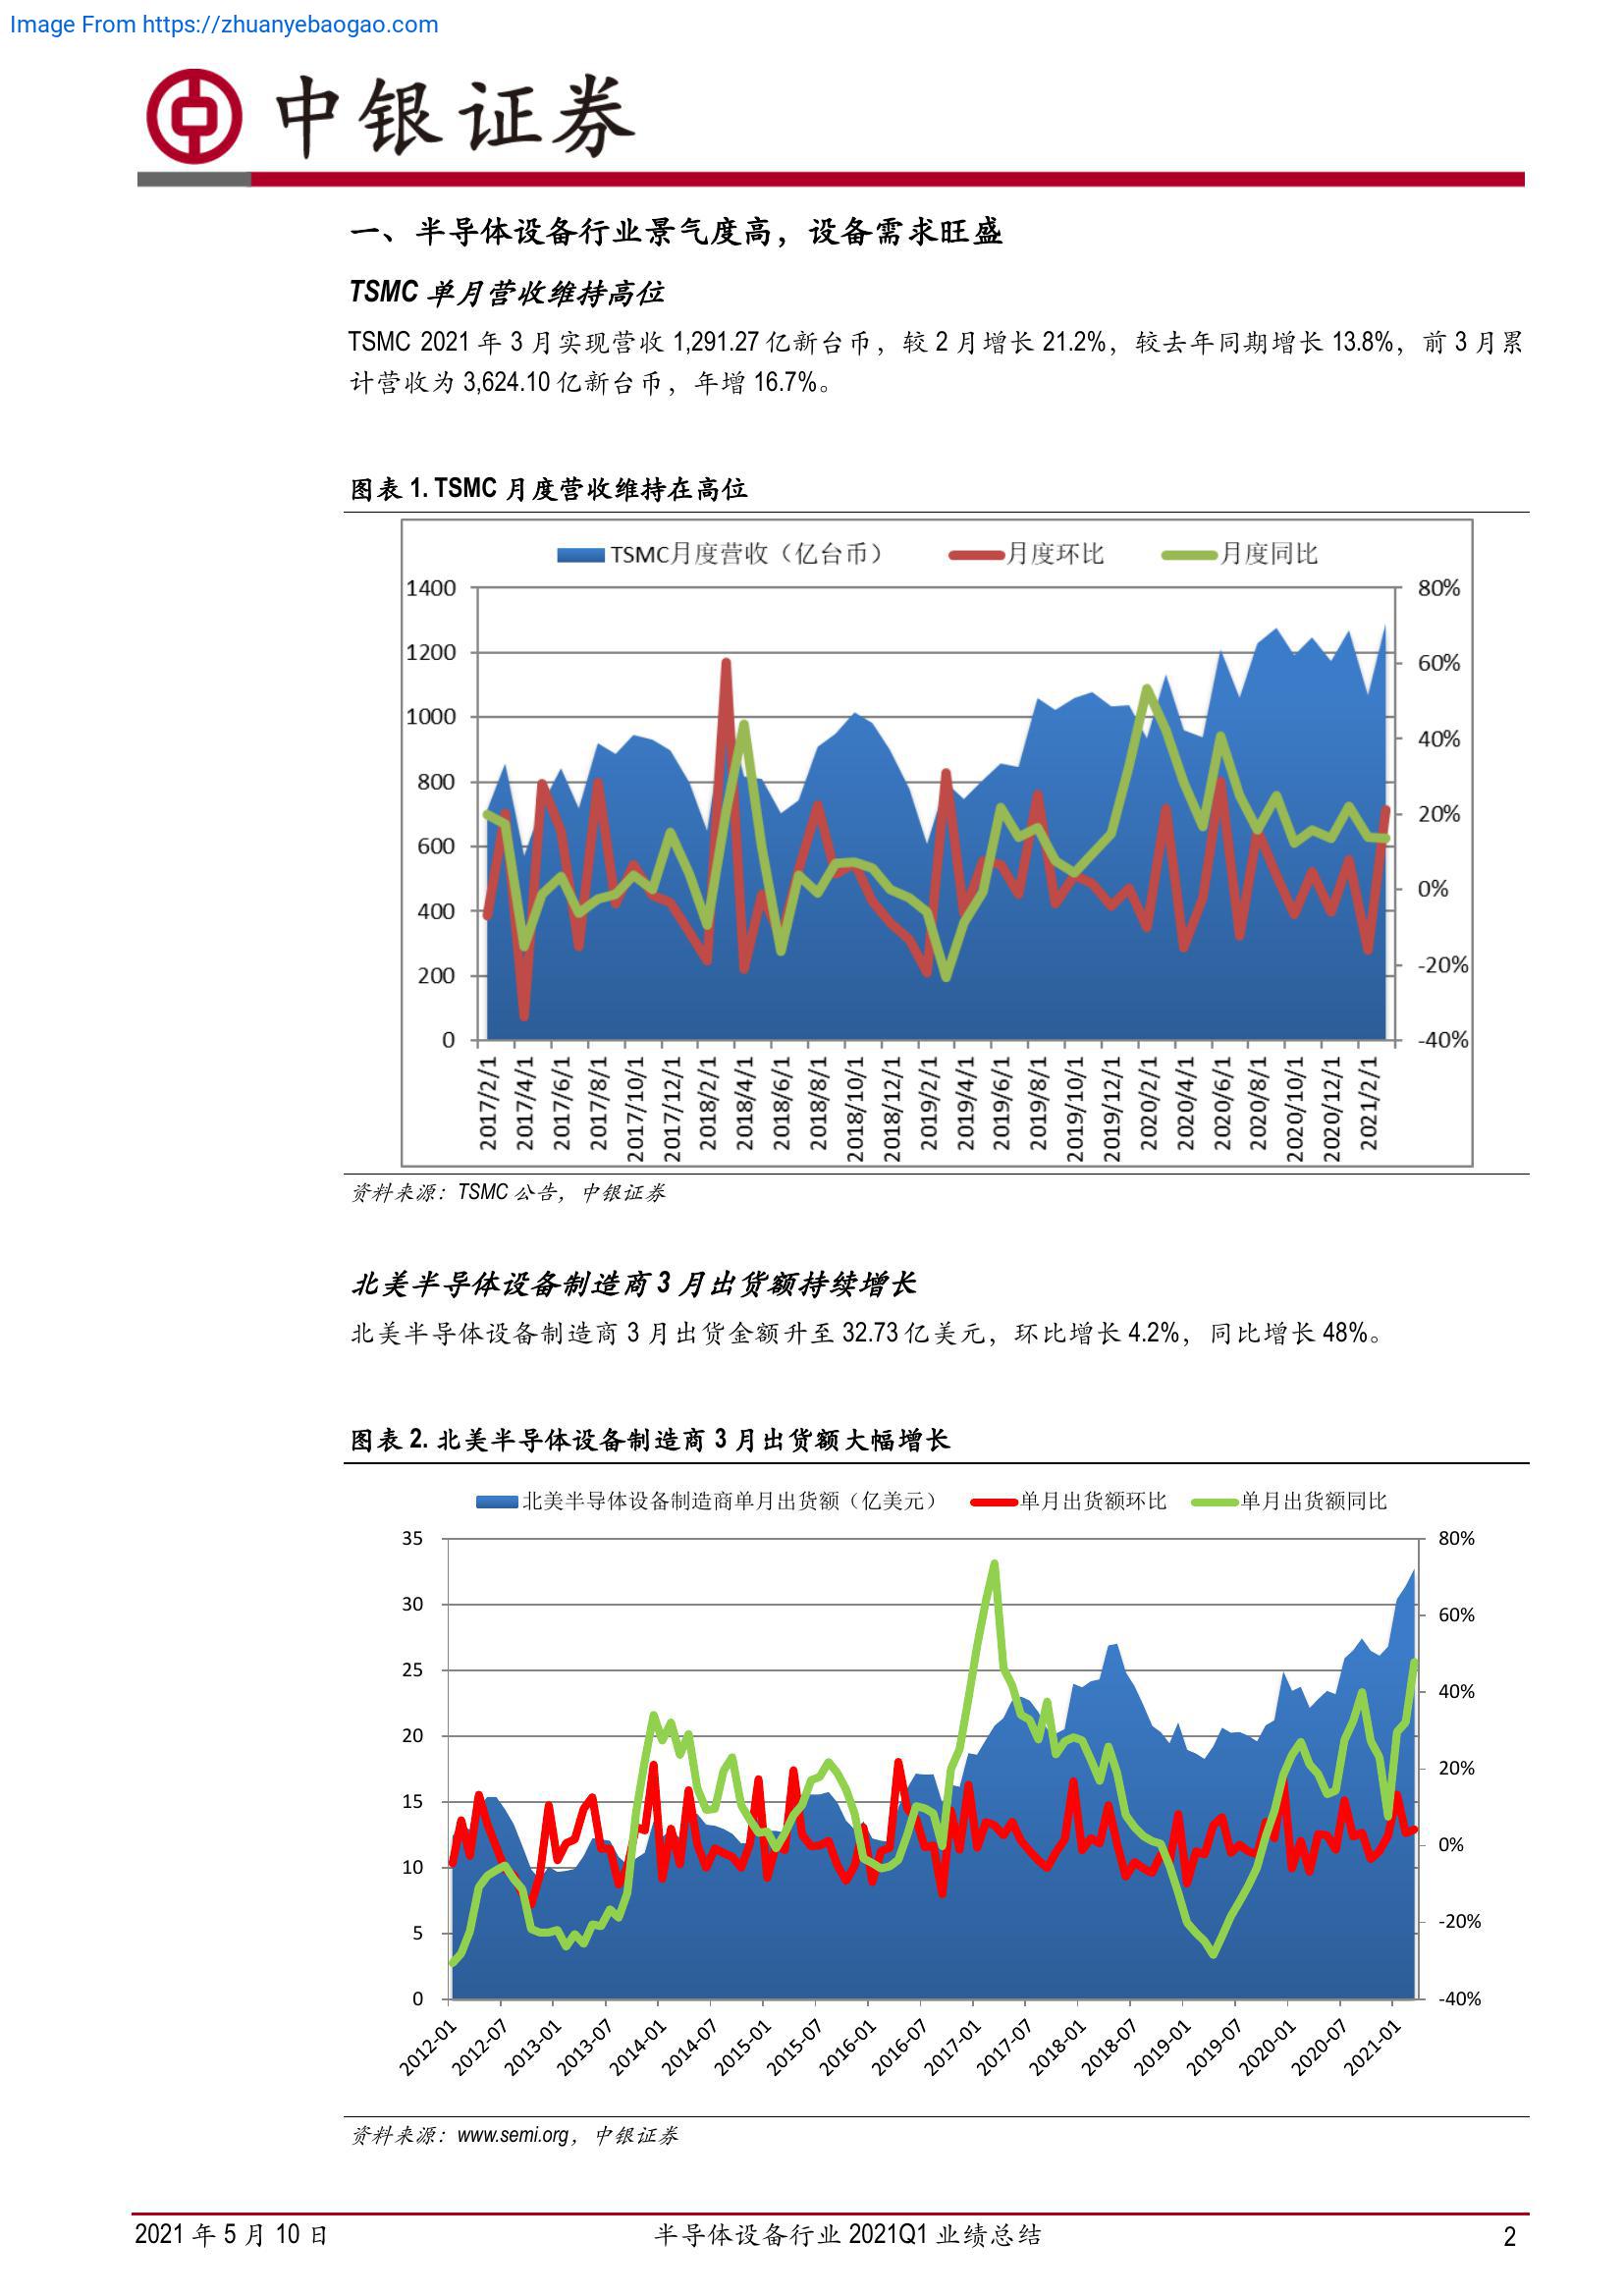 Image From https://zhuanyebaogao.com
中银证券
一、半导体设备行业景气度高，设备需求旺盛
TSMC 单月营收维持高位
TSMC 2021 年 3 月实现营收 1,291.27 亿新台币，较 2 月增长 21.2%，较去年同期增长 13.8%，前 3 月累
计营收为 3,624.10 亿新台币，年增 16.7%。
图表 1. TSMC 月度营收维持在高位
TSMC月度营收（亿台币） 月度环比 月度同比
1400 80%
1200 60%
1000 40%
800 20%
600 0%
400 -20%
200 -40%
0
2017/2/1 2017/4/1 2017/6/1 2017/8/1 2017/10/1 2017/12/1 2018/2/1 2018/4/1 2018/6/1 2018/8/1 2018/10/1 2018/12/1 2019/2/1 2019/4/1 2019/6/1 2019/8/1 2019/10/1 2019/12/1 2020/2/1 2020/4/1 2020/6/1 2020/8/1 2020/10/1 2020/12/1 2021/2/1
资料来源：TSMC 公告，中银证券
北美半导体设备制造商 3 月出货额持续增长
北美半导体设备制造商 3 月出货金额升至 32.73 亿美元，环比增长 4.2%，同比增长 48%。
图表 2. 北美半导体设备制造商 3 月出货额大幅增长
北美半导体设备制造商单月出货额（亿美元） 单月出货额环比 单月出货额同比
35 80%
30 60%
25 40%
20 20%
15 0%
10 -20%
5 -40%
0
2012-01 2012-07 2013-01 2013-07 2014-01 2014-07 2015-01 2015-07 2016-01 2016-07 2017-01 2017-07 2018-01 2018-07 2019-01 2019-07 2020-01 2020-07 2021-01
资料来源：www.semi.org，中银证券
2021 年 5 月 10 日 半导体设备行业 2021Q1 业绩总结 2